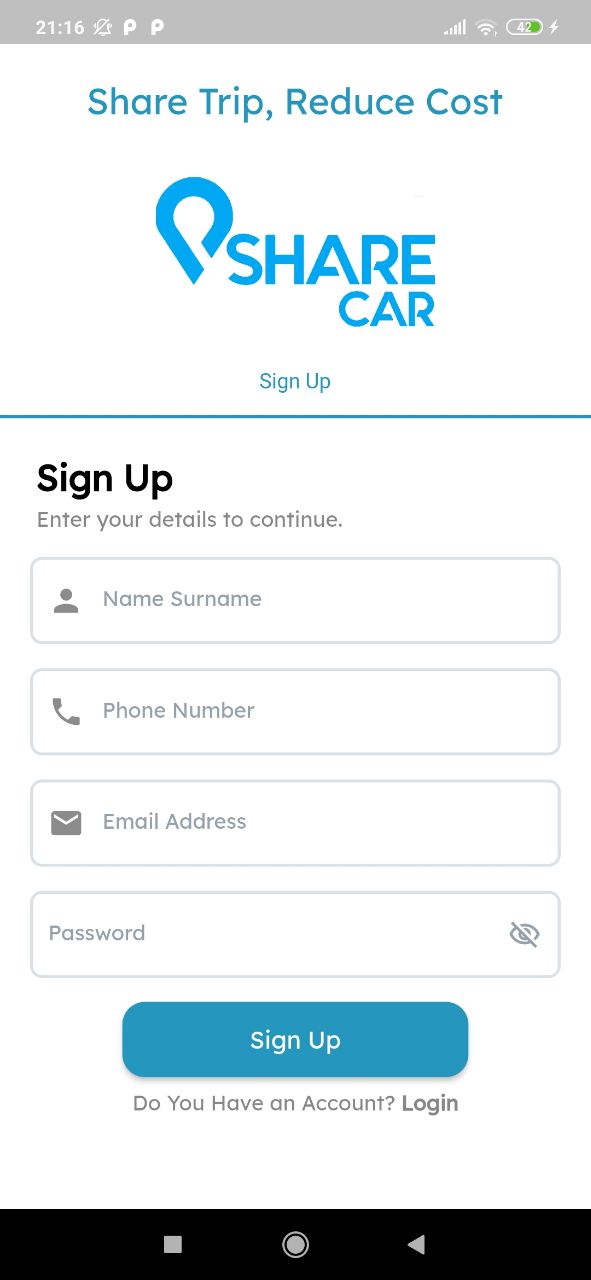 21:16
42
Share Trip, Reduce Cost
SHARE
CAR
Sign Up
Sign Up
Enter your details to continue.
Name Surname
Phone Number
Email Address
Password
Sign Up
Do You Have an Account? Login